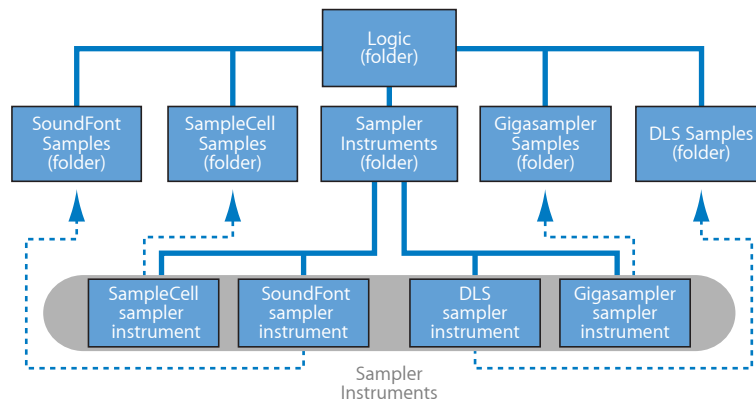 Logic
(folder)
SoundFont
Samples
(folder)
SampleCell
Samples
(folder)
Sampler
Instruments
(folder)
Gigasampler
Samples
(folder)
DLS Samples
(folder)
SampleCell
sampler
instrument
SoundFont
sampler
instrument
DLS
sampler
instrument
Gigasampler
sampler
instrument
Sampler
Instruments